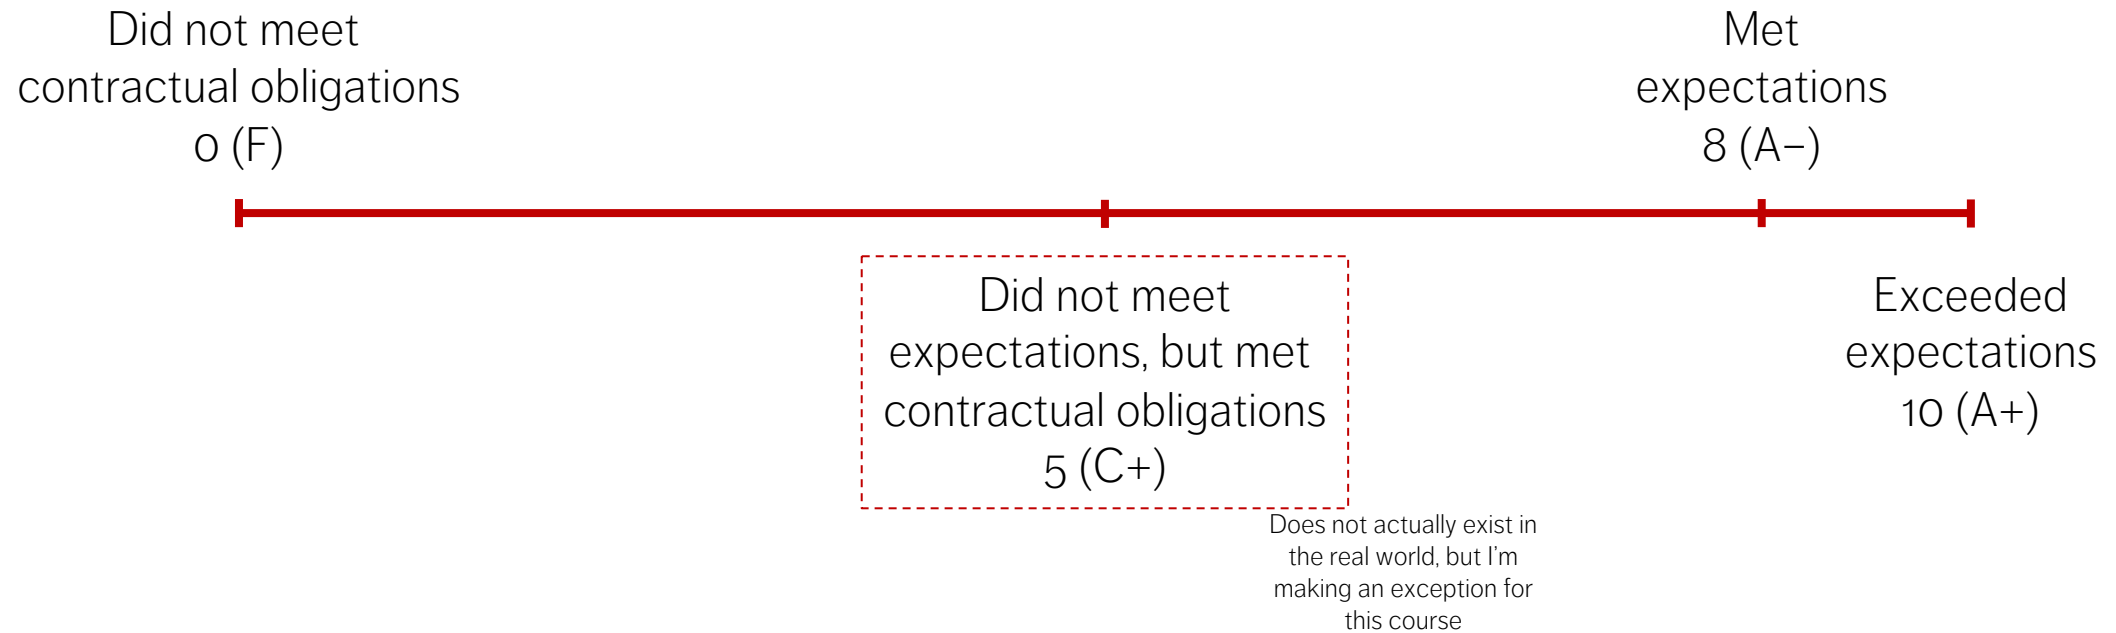 Did not meet
contractual obligations
0 (F)
Met
expectations
8 (A–)
Did not meet
expectations, but met
contractual obligations
5 (C+)
Exceeded
expectations
10 (A+)
Does not actually exist in
the real world, but I’m
making an exception for
this course